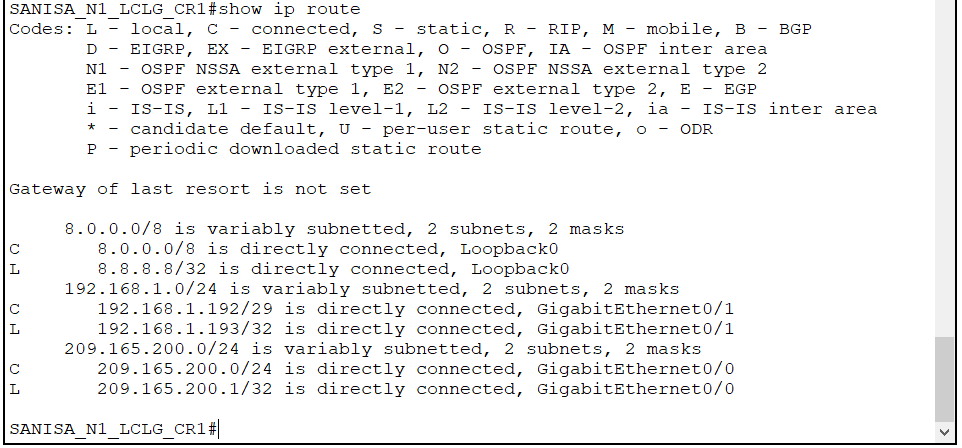 SANISA_N1_LCLG_CR1#show ip route
Codes: L - local, C - connected, S - static, R - RIP, M - mobile, B - BGP
       D - EIGRP, EX - EIGRP external, O - OSPF, IA - OSPF inter area
       N1 - OSPF NSSA external type 1, N2 - OSPF NSSA external type 2
       E1 - OSPF external type 1, E2 - OSPF external type 2, E - EGP
       i - IS-IS, L1 - IS-IS level-1, L2 - IS-IS level-2, ia - IS-IS inter area
       * - candidate default, U - per-user static route, o - ODR
       P - periodic downloaded static route

Gateway of last resort is not set

     8.0.0.0/8 is variably subnetted, 2 subnets, 2 masks
C       8.0.0.0/8 is directly connected, Loopback0
L       8.8.8.8/32 is directly connected, Loopback0
     192.168.1.0/24 is variably subnetted, 2 subnets, 2 masks
C       192.168.1.192/29 is directly connected, GigabitEthernet0/1
L       192.168.1.193/32 is directly connected, GigabitEthernet0/1
     209.165.200.0/24 is variably subnetted, 2 subnets, 2 masks
C       209.165.200.0/24 is directly connected, GigabitEthernet0/0
L       209.165.200.1/32 is directly connected, GigabitEthernet0/0

SANISA_N1_LCLG_CR1#